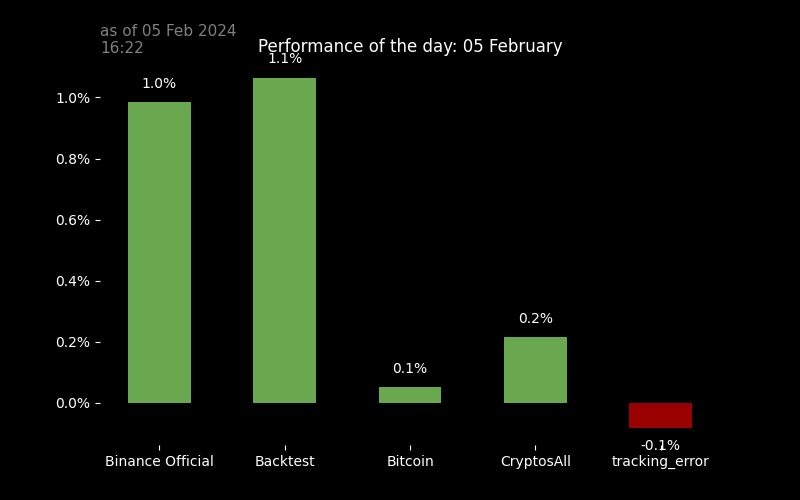 as of 05 Feb 2024
16:22
Performance of the day: 05 February
1.0%
1.1%
0.1%
0.2%
-0.1%
1.0%
0.8%
0.6%
0.4%
0.2%
0.0%
Binance Official
Backtest
Bitcoin
CryptosAll
tracking_error